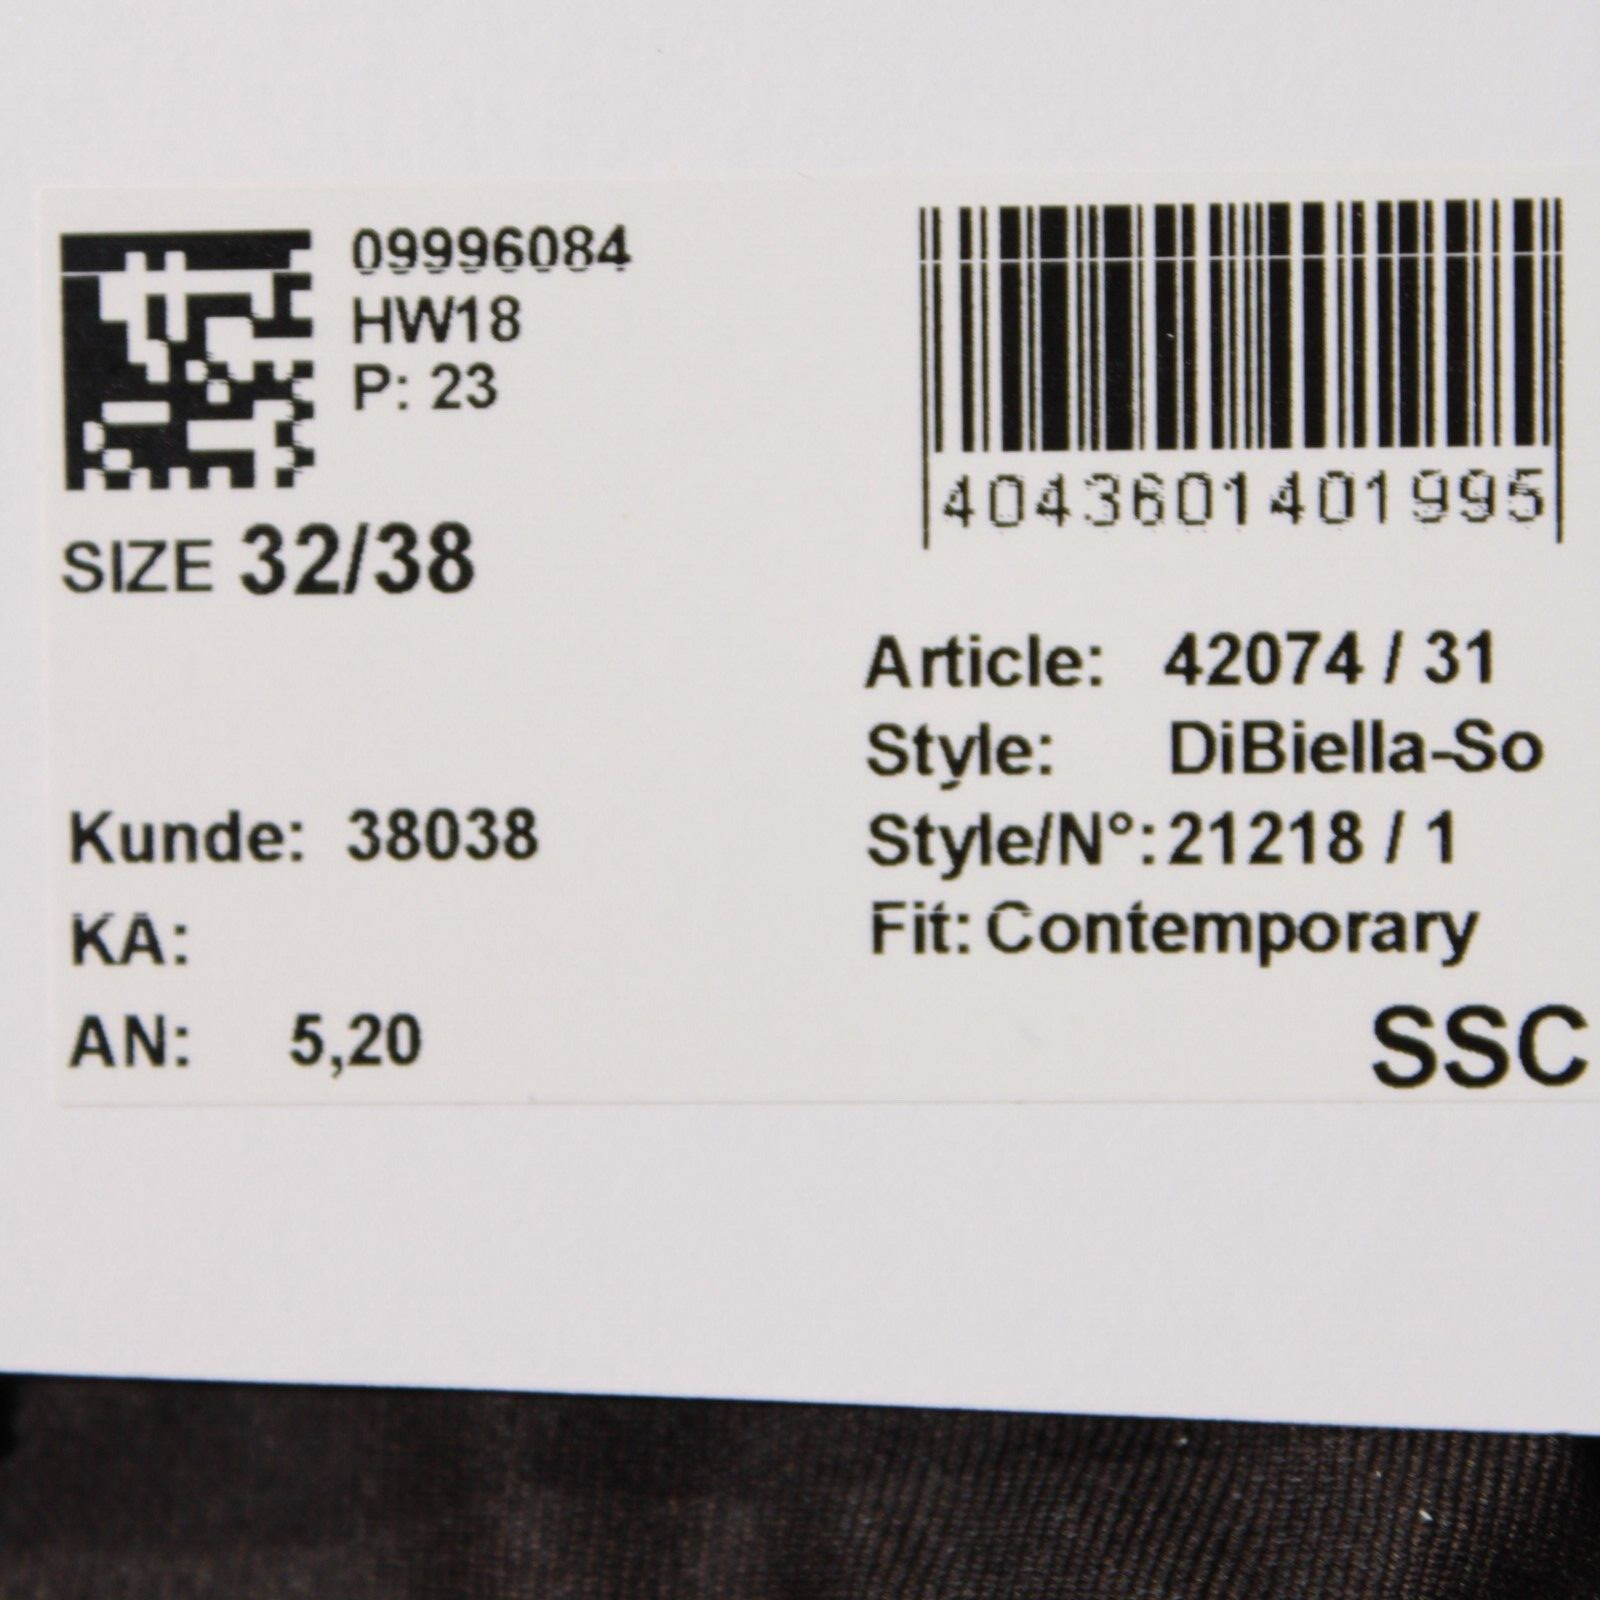 09996084
HW18
P: 23
SIZE 32/38
Kunde: 38038
KA:
AN: 5,20
4043601401995
Article: 42074 / 31
Style: DiBiella-So
Style/N°: 21218 / 1
Fit: Contemporary
SSC